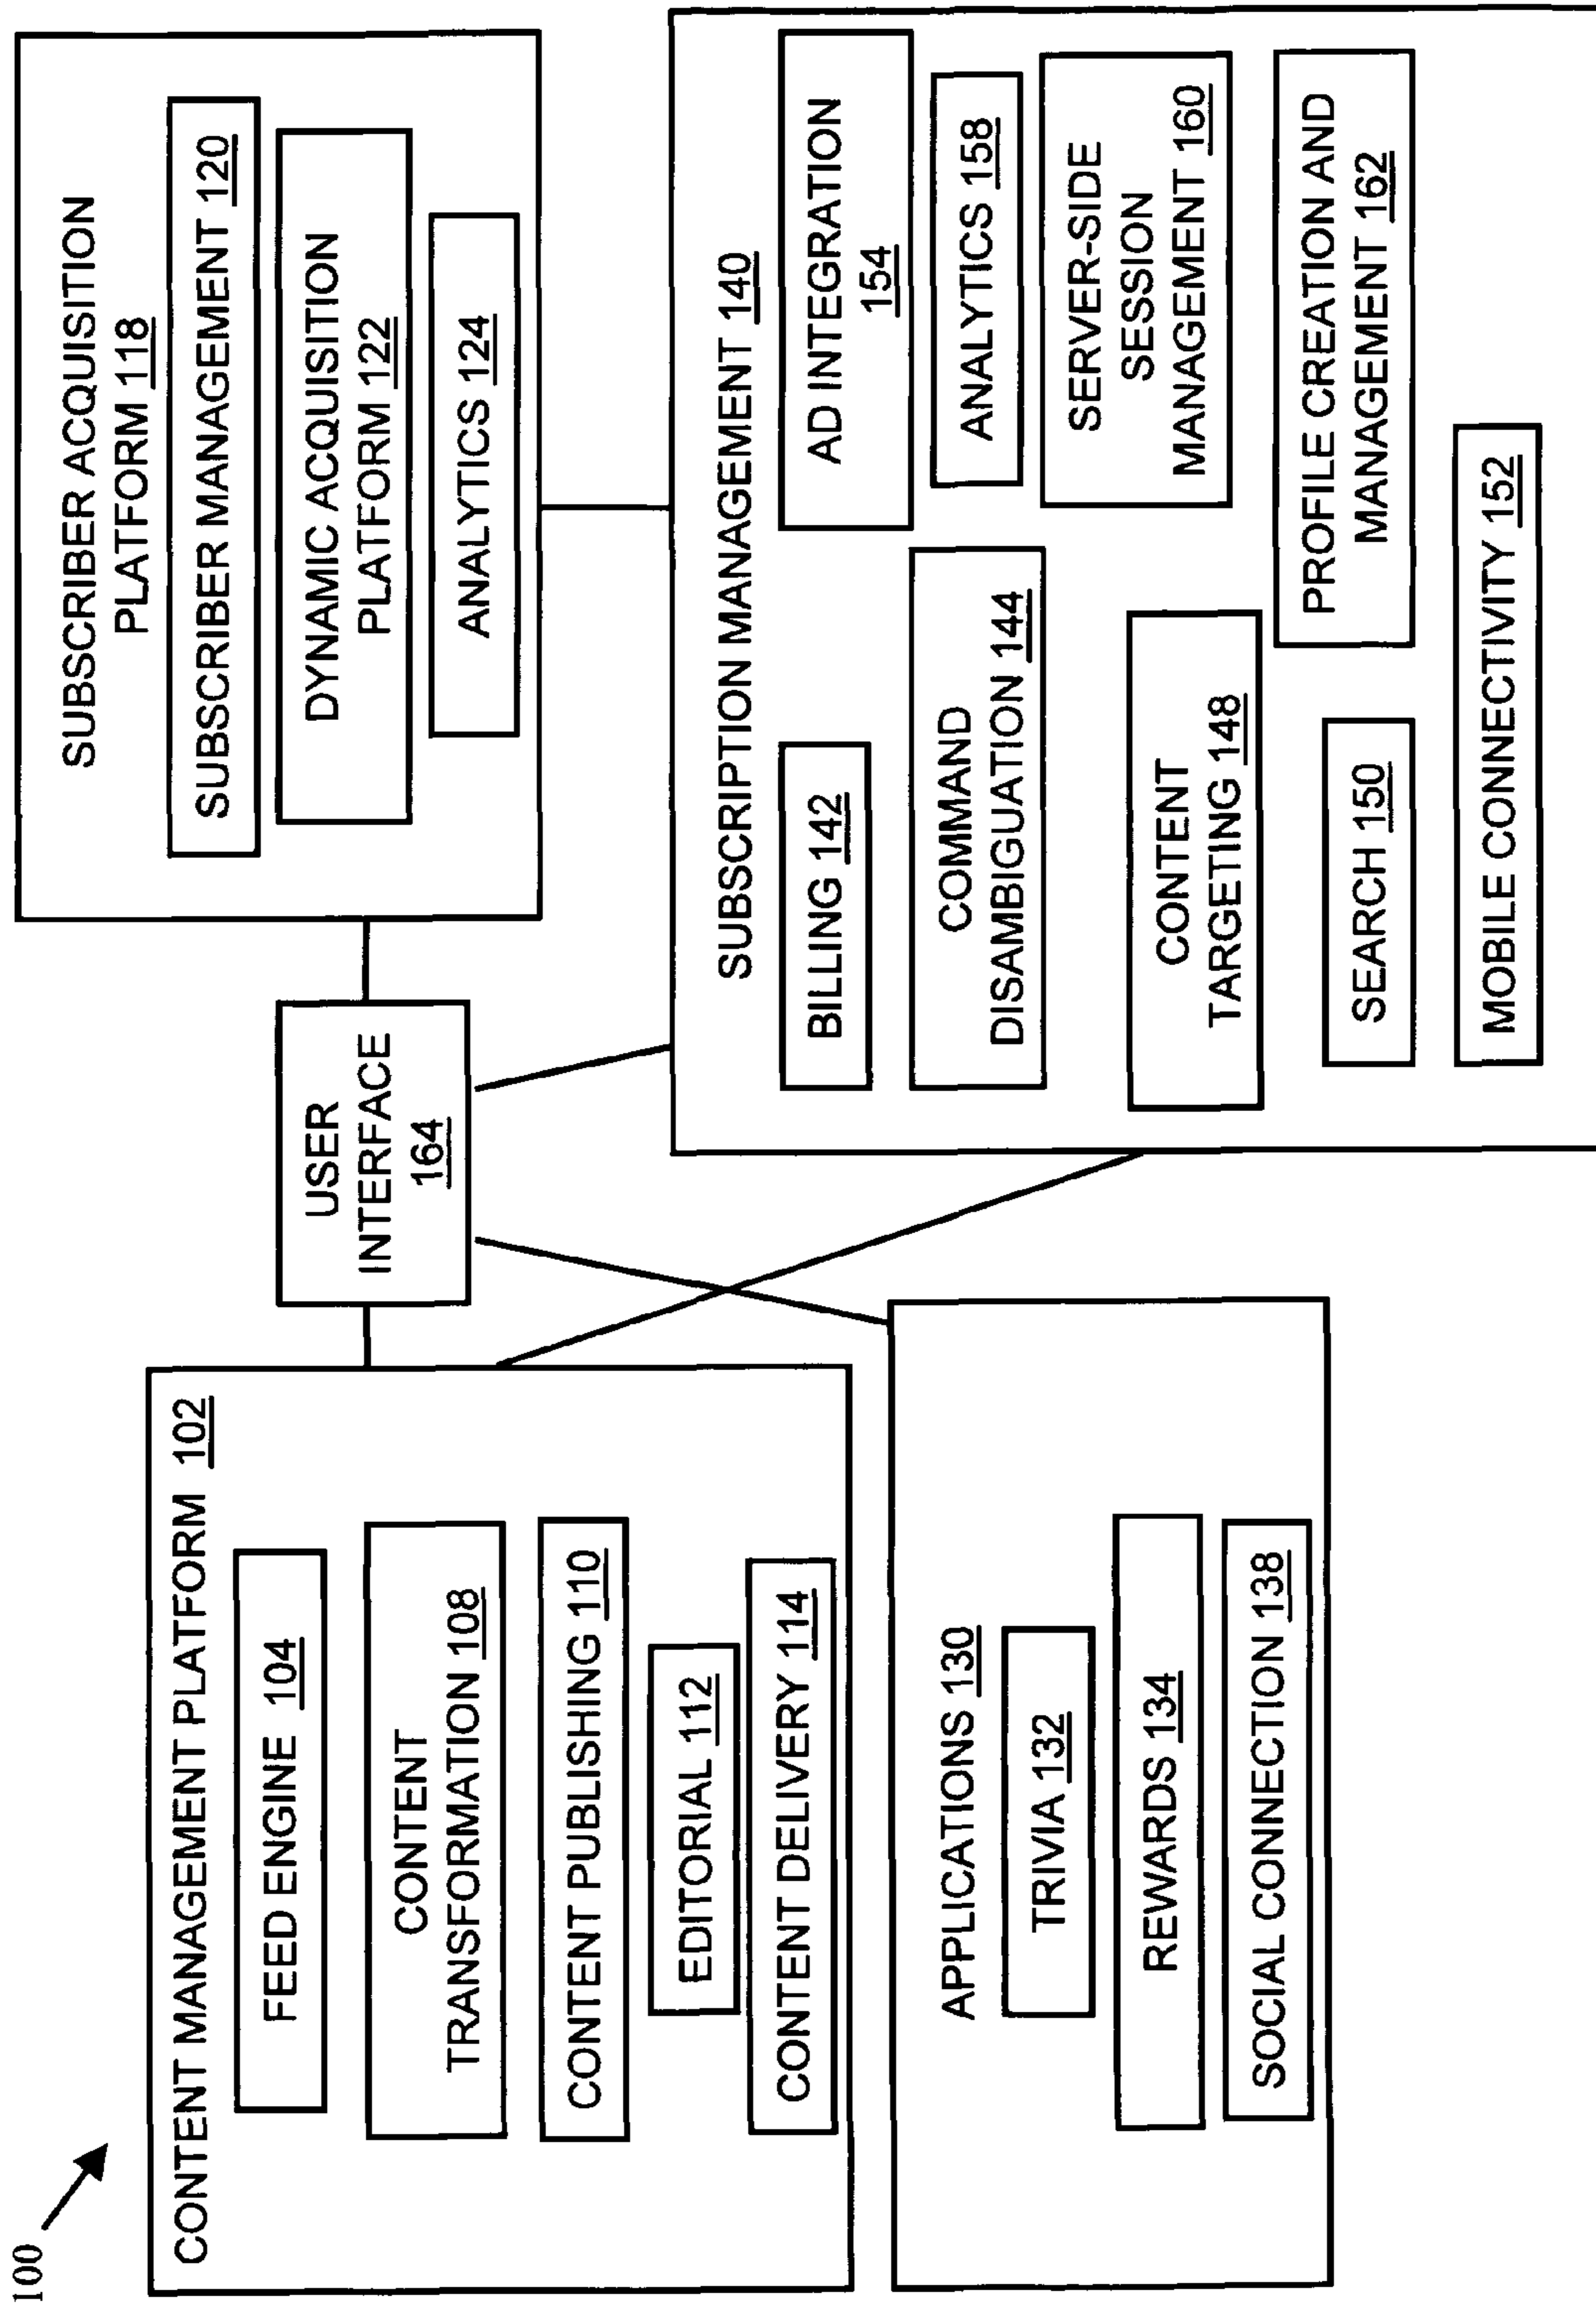 100
CONTENT MANAGEMENT PLATFORM 102
FEED ENGINE 104
CONTENT
TRANSFORMATION 108
CONTENT PUBLISHING 110
EDITORIAL 112
CONTENT DELIVERY 114
APPLICATIONS 130
TRIVIA 132
REWARDS 134
SOCIAL CONNECTION 138
USER
INTERFACE
164
SUBSCRIBER ACQUISITION
PLATFORM 118
SUBSCRIBER MANAGEMENT 120
DYNAMIC ACQUISITION
PLATFORM 122
ANALYTICS 124
SUBSCRIPTION MANAGEMENT 140
BILLING 142
COMMAND
DISAMBIGUATION 144
CONTENT
TARGETING 148
SEARCH 150
MOBILE CONNECTIVITY 152
AD INTEGRATION
154
ANALYTICS 158
SERVER-SIDE
SESSION
MANAGEMENT 160
PROFILE CREATION AND
MANAGEMENT 162